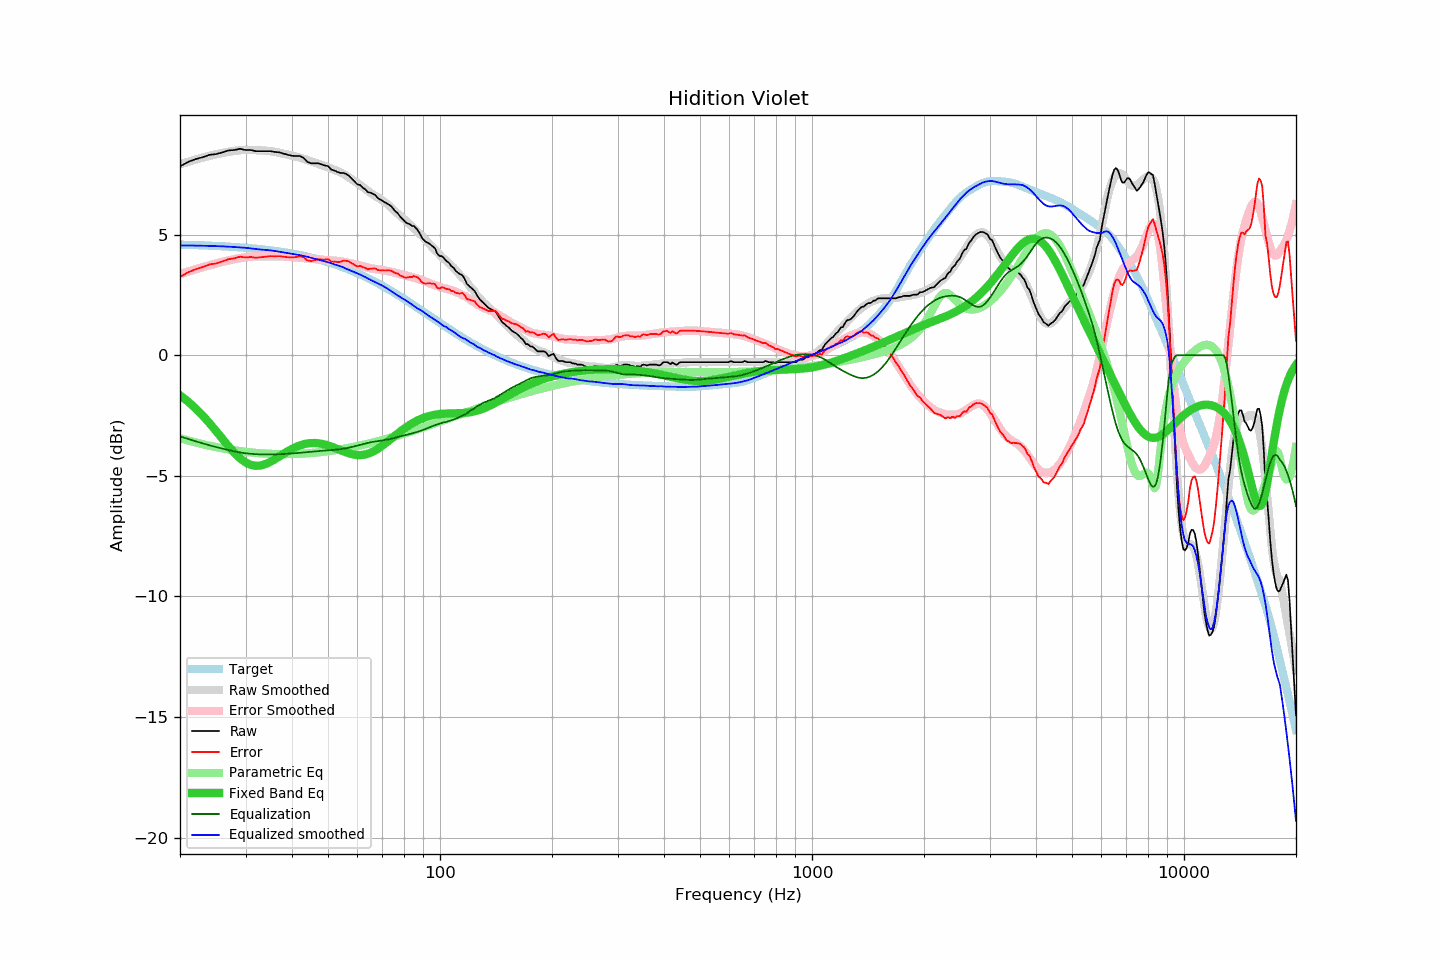 Hidition Violet
Amplitude (dBr)
5
0
−5
−10
−15
−20
Target
Raw Smoothed
Error Smoothed
Raw
Error
Parametric Eq
Fixed Band Eq
Equalization
Equalized smoothed
100
1000
10000
Frequency (Hz)